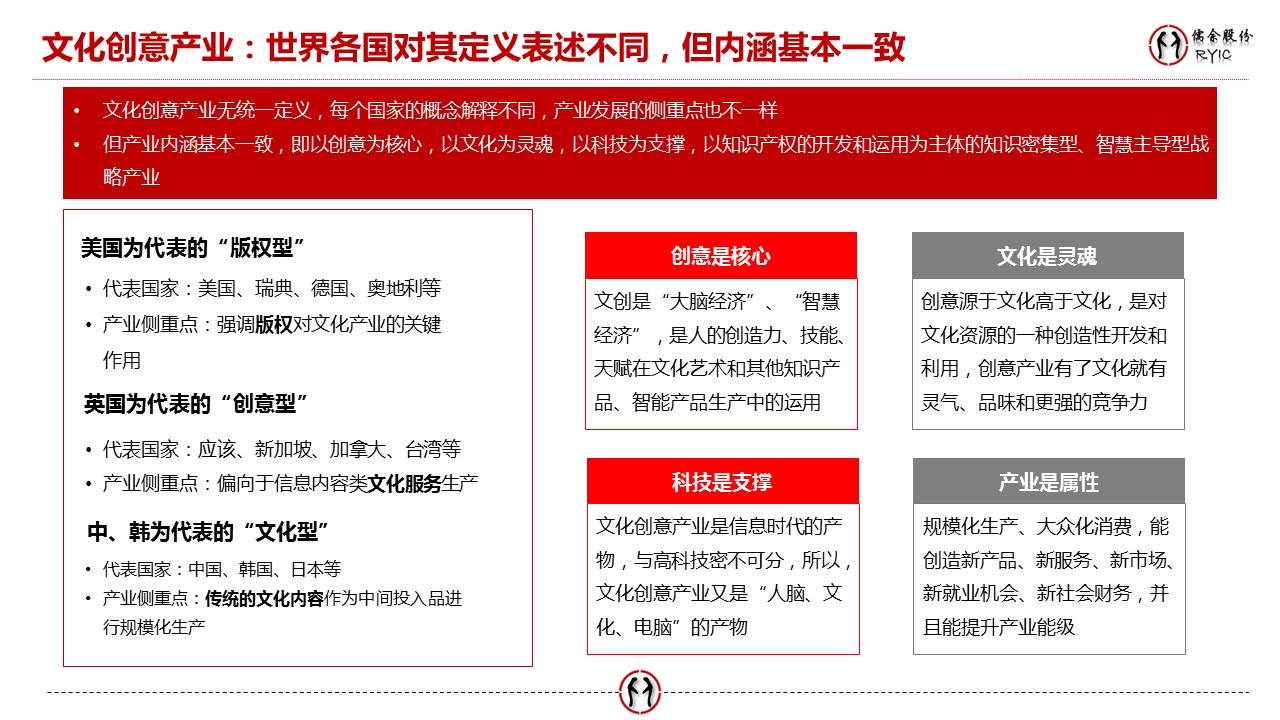 文化创意产业：世界各国对其定义表述不同，但内涵基本一致
儒意股份
RYIC
• 文化创意产业无统一定义，每个国家的概念解释不同，产业发展的侧重点也不一样
• 但产业内涵基本一致，即以创意为核心，以文化为灵魂，以科技为支撑，以知识产权的开发和运用为主体的知识密集型、智慧主导型战
略产业
美国为代表的“版权型”
• 代表国家：美国、瑞典、德国、奥地利等
• 产业侧重点：强调版权对文化产业的关键
作用
英国为代表的“创意型”
• 代表国家：应该、新加坡、加拿大、台湾等
• 产业侧重点：偏向于信息内容类文化服务生产
中、韩为代表的“文化型”
• 代表国家：中国、韩国、日本等
• 产业侧重点：传统的文化内容作为中间投入品进
行规模化生产
创意是核心
文创是“大脑经济”、“智慧
经济”，是人的创造力、技能、
天赋在文化艺术和其他知识产
品、智能产品生产中的运用
文化是灵魂
创意源于文化高于文化，是对
文化资源的一种创造性开发和
利用，创意产业有了文化就有
灵气、品味和更强的竞争力
科技是支撑
文化创意产业是信息时代的产
物，与高科技密不可分，所以，
文化创意产业又是“人脑、文
化、电脑”的产物
产业是属性
规模化生产、大众化消费，能
创造新产品、新服务、新市场、
新就业机会、新社会财务，并
且能提升产业能级